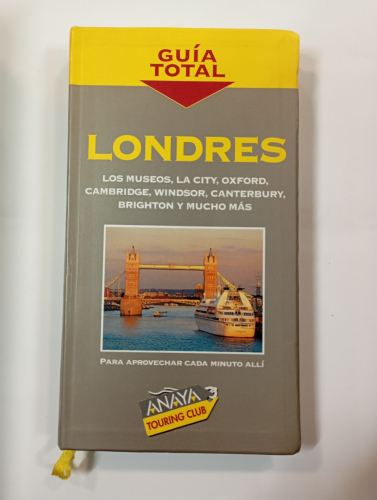 GUÍA
TOTAL
LONDRES
LOS MUSEOS, LA CITY, OXFORD,
CAMBRIDGE, WINDSOR, CANTERBURY,
BRIGHTON Y MUCHO MÁS
PARA APROVECHAR CADA MINUTO ALLÍ
ANAYA
TOURING CLUB